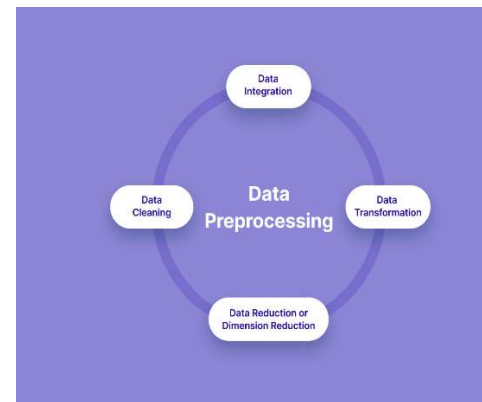 Data
Integration
Data
Cleaning
Data
Preprocessing
Data
Transformation
Data Reduction or
Dimension Reduction